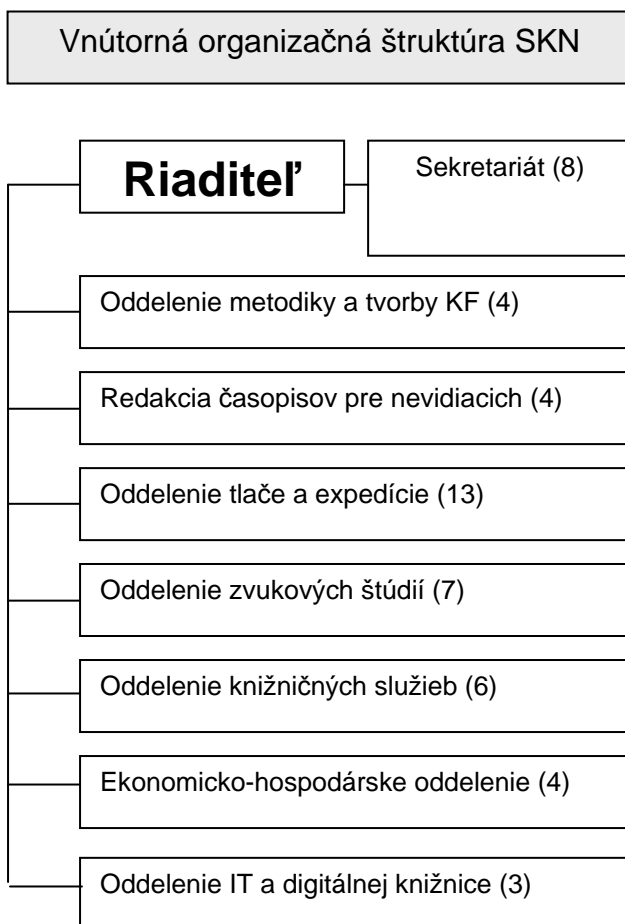 Vnútorná organizačná štruktúra SKN
Riaditeľ
Sekretariát (8)
Oddelenie metodiky a tvorby KF (4)
Redakcia časopisov pre nevidiacich (4)
Oddelenie tlače a expedície (13)
Oddelenie zvukových štúdií (7)
Oddelenie knižničných služieb (6)
Ekonomicko-hospodárske oddelenie (4)
Oddelenie IT a digitálnej knižnice (3)